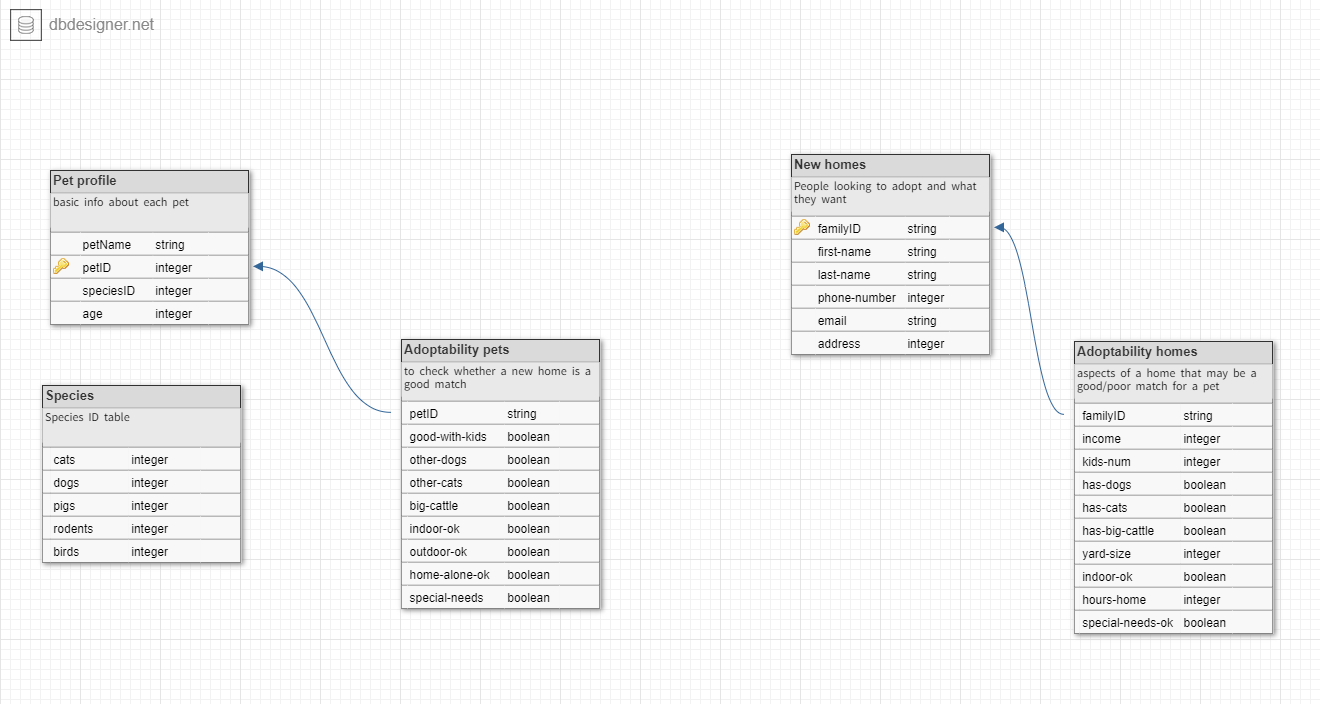 dbdesigner.net
Pet profile
basic info about each pet
petName string
petID integer
speciesID integer
age integer
Species
Species ID table
cats integer
dogs integer
pigs integer
rodents integer
birds integer
Adoptability pets
to check whether a new home is a
good match
petID string
good-with-kids boolean
other-dogs boolean
other-cats boolean
big-cattle boolean
indoor-ok boolean
outdoor-ok boolean
home-alone-ok boolean
special-needs boolean
New homes
People looking to adopt and what
they want
familyID string
first-name string
last-name string
phone-number integer
email string
address integer
Adoptability homes
aspects of a home that may be a
good/poor match for a pet
familyID string
income integer
kids-num integer
has-dogs boolean
has-cats boolean
has-big-cattle boolean
yard-size integer
indoor-ok boolean
hours-home integer
special-needs-ok boolean